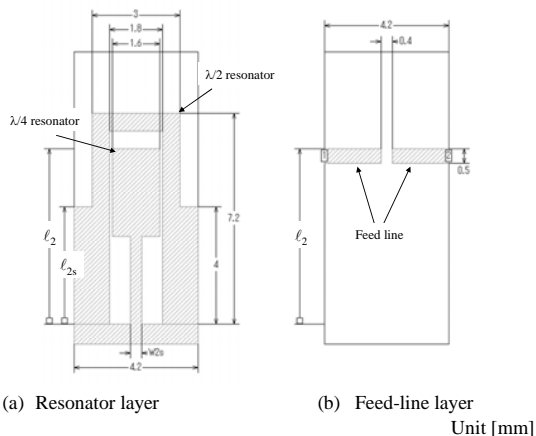 3
1.8
1.6
λ/2 resonator
λ/4 resonator
ℓ2
ℓ2s
7.2
4
W2s
4.2
(a) Resonator layer
4.2
0.4
0.5
ℓ2
Feed line
(b) Feed-line layer
Unit [mm]